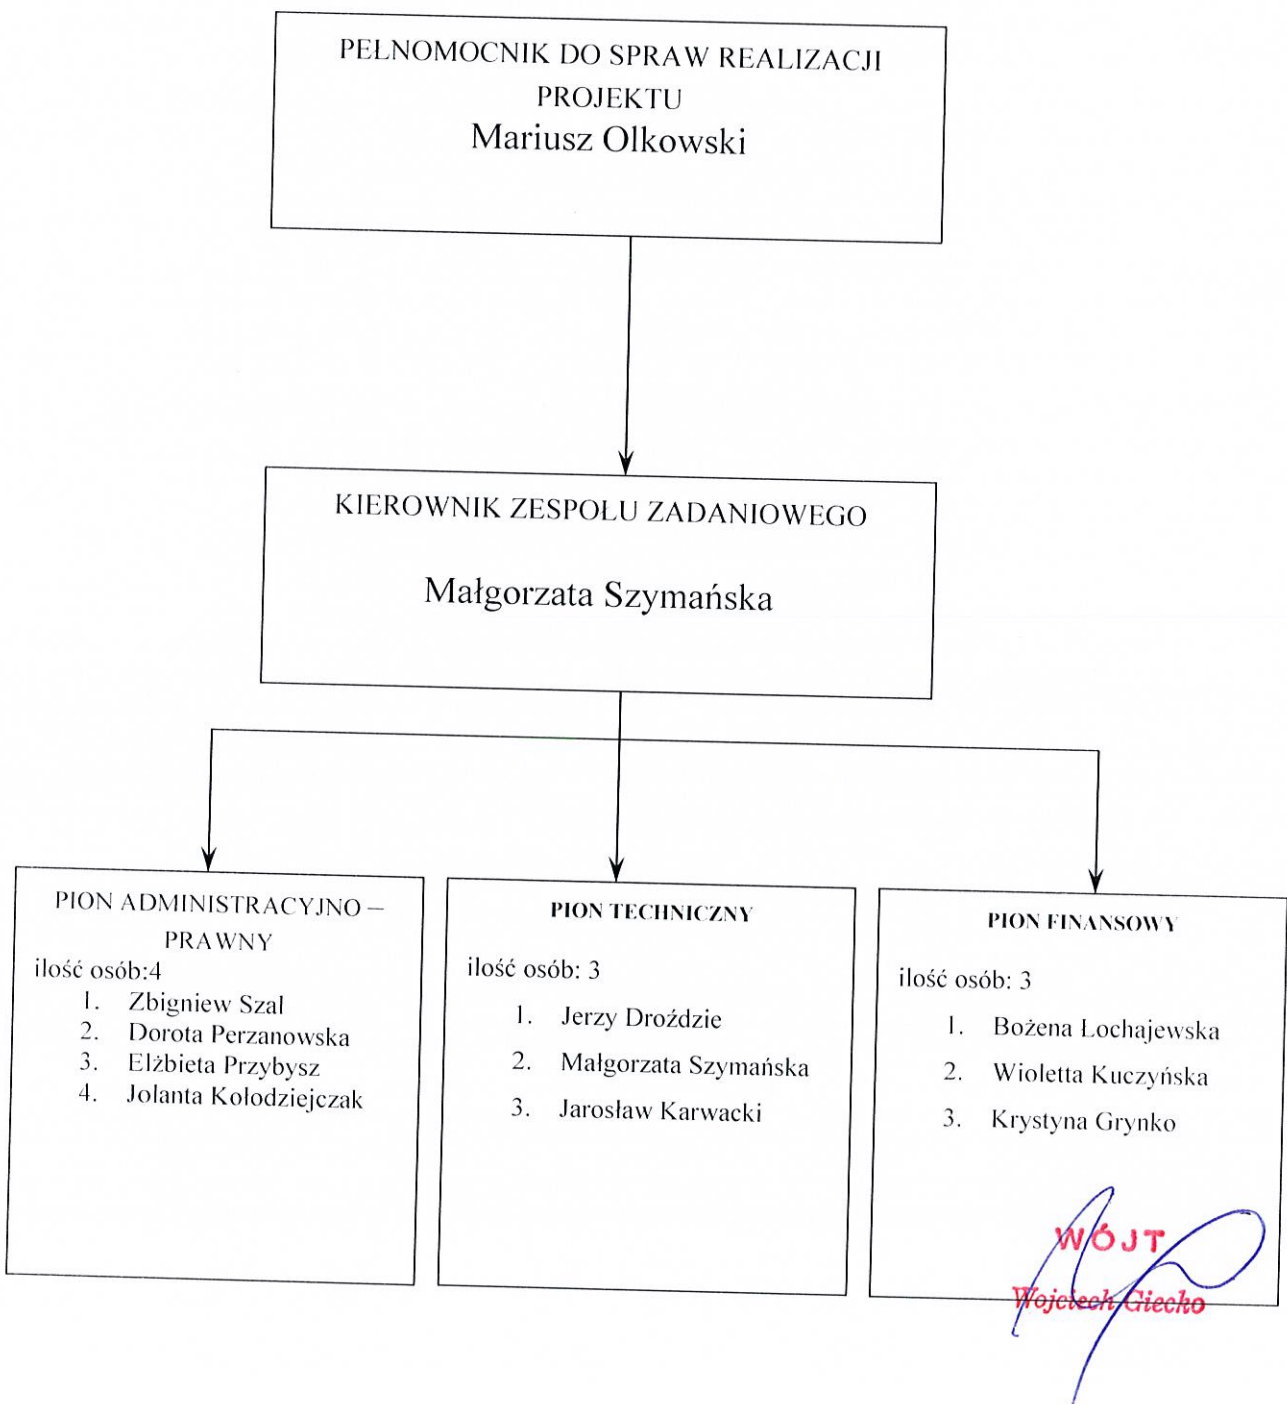 PEŁNOMOCNIK DO SPRAW REALIZACJI
PROJEKTU
Mariusz Olkowski
KIEROWNIK ZESPOŁU ZADANIOWEGO
Małgorzata Szymańska
PION ADMINISTRACYJNO –
PRAWNY
ilość osób:4
1. Zbigniew Szal
2. Dorota Perzanowska
3. Elżbieta Przybysz
4. Jolanta Kołodziejczak
PION TECHNICZNY
ilość osób: 3
1. Jerzy Droździe
2. Małgorzata Szymańska
3. Jarosław Karwacki
PION FINANSOWY
ilość osób: 3
1. Bożena Łochajewska
2. Wioletta Kuczyńska
3. Krystyna Grynko
WÓJT
Wojciech Giecko